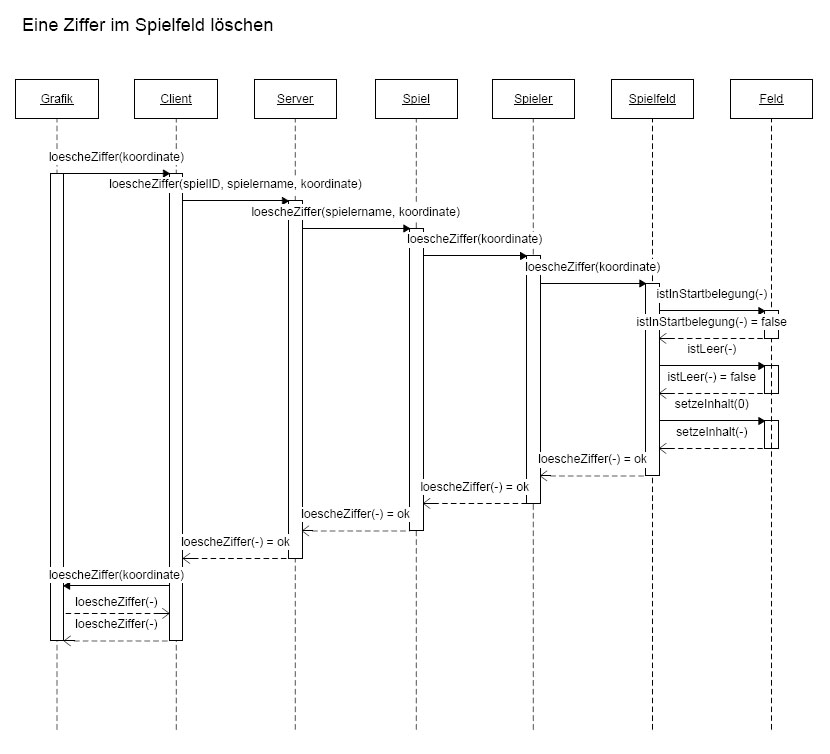 Eine Ziffer im Spielfeld löschen
Grafik
Client
Server
Spiel
Spieler
Spielfeld
Feld
loescheZiffer(koordinate)
loescheZiffer(spielID, spielername, koordinate)
loescheZiffer(spielername, koordinate)
loescheZiffer(koordinate)
loescheZiffer(koordinate)
istInStartbelegung(-)
istInStartbelegung(-) = false
istLeer(-)
istLeer(-) = false
setzeInhalt(0)
setzeInhalt(-)
loescheZiffer(-) = ok
loescheZiffer(-) = ok
loescheZiffer(-) = ok
loescheZiffer(-) = ok
loescheZiffer(koordinate)
loescheZiffer(-)
loescheZiffer(-)